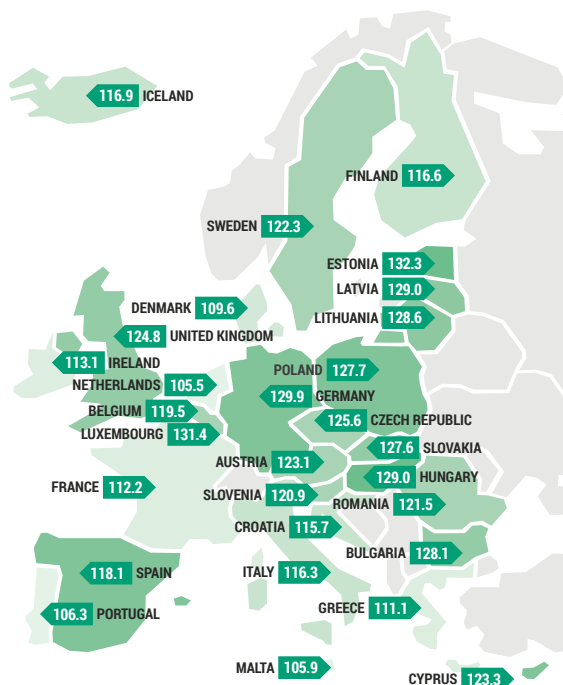 116.9 ICELAND
FINLAND 116.6
SWEDEN 122.3
ESTONIA 132.3
LATVIA 129.0
DENMARK 109.6
LITHUANIA 128.6
124.8 UNITED KINGDOM
113.1 IRELAND
POLAND 127.7
NETHERLANDS 105.5
129.9 GERMANY
BELGIUM 119.5
125.6 CZECH REPUBLIC
LUXEMBOURG 131.4
127.6 SLOVAKIA
AUSTRIA 123.1
129.0 HUNGARY
FRANCE 112.2
SLOVENIA 120.9
ROMANIA 121.5
CROATIA 115.7
BULGARIA 128.1
118.1 SPAIN
ITALY 116.3
GREECE 111.1
106.3 PORTUGAL
MALTA 105.9
CYPRUS 123.3